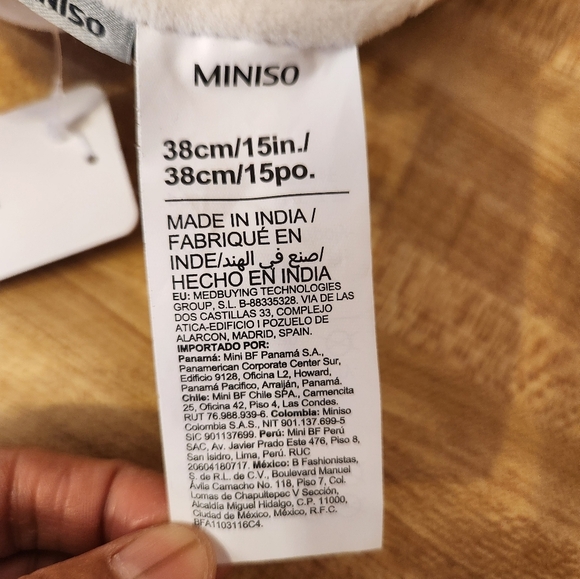 MINISO
MINISO
38cm/15in./
38cm/15po.
MADE IN INDIA /
FABRIQUÉ EN
INDE/صنع في الهند/
HECHO EN INDIA
EU: MEDBUYING TECHNOLOGIES
GROUP, S.L. B-88335328. VIA DE LAS
DOS CASTILLAS 33, COMPLEJO
ATICA-EDIFICIO I POZUELO DE
ALARCON, MADRID, SPAIN.
IMPORTADO POR:
Panamá: Mini BF Panamá S.A.,
Panamerican Corporate Center Sur,
Edificio 9128, Oficina L2, Howard,
Panamá Pacífico, Arraiján, Panamá.
Chile: Mini BF Chile SPA., Carmencita
25, Oficina 42, Piso 4, Las Condes.
RUT 76.988.939-6. Colombia: Miniso
Colombia S.A.S., NIT 901.137.699-5
SIC 901137699. Perú: Mini BF Perú
SAC, Av. Javier Prado Este 476, Piso 8,
San Isidro, Lima, Perú. RUC
20604180717. México: B Fashionistas,
S. de R.L. de C.V., Boulevard Manuel
Ávila Camacho No. 118, Piso 7, Col.
Lomas de Chapultepec V Sección,
Alcaldía Miguel Hidalgo, C.P. 11000,
Ciudad de México, México, R.F.C.
BFA1103116C4.